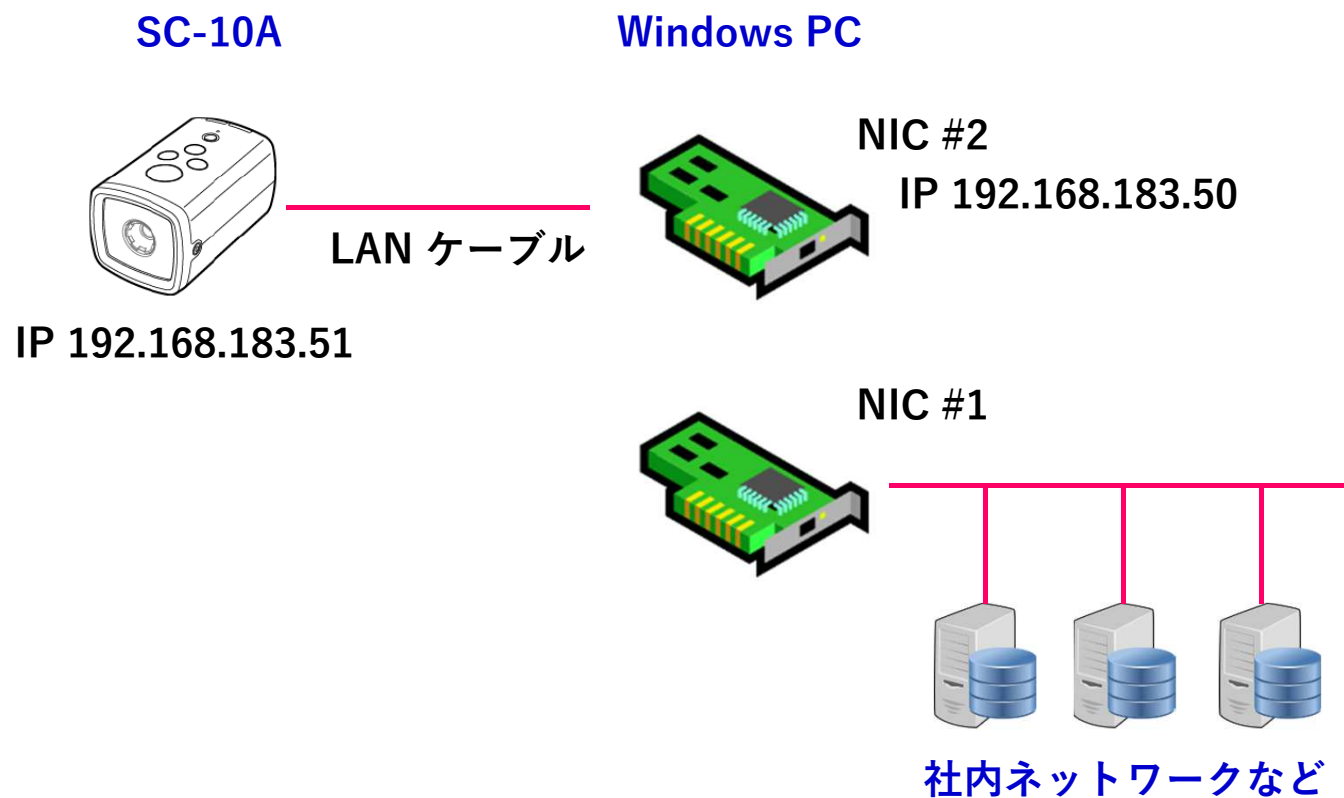 SC-10A
Windows PC
NIC #2
IP 192.168.183.50
LAN ケーブル
IP 192.168.183.51
NIC #1
社内ネットワークなど